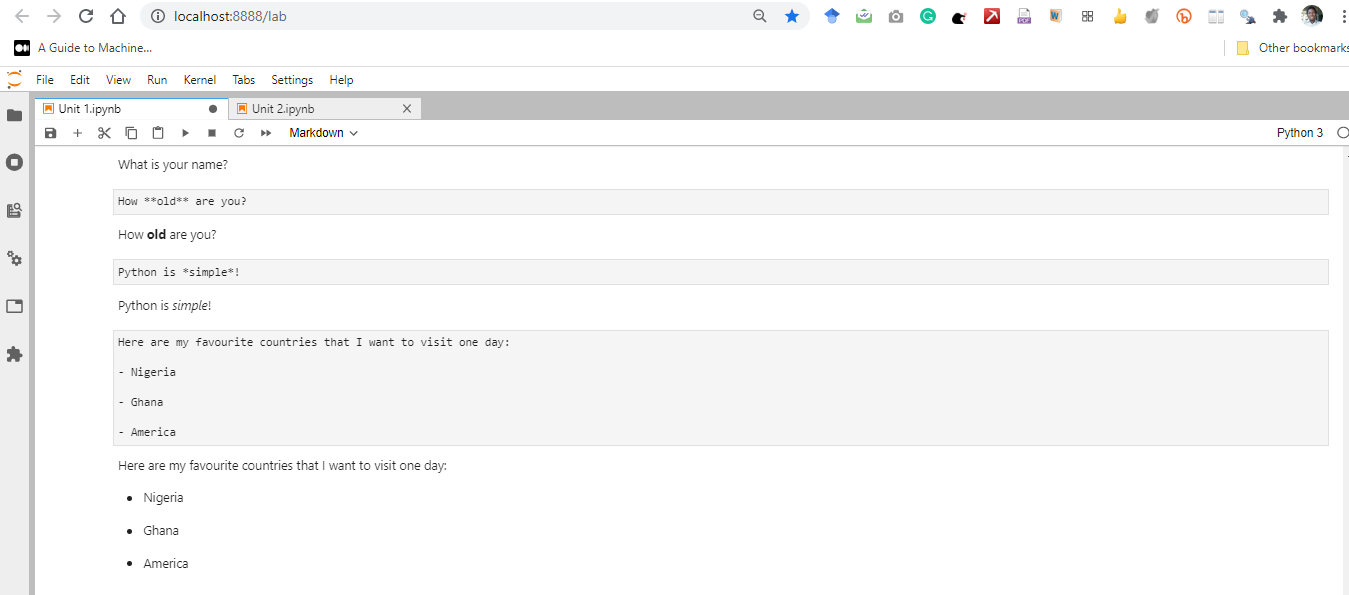 localhost:8888/lab
A Guide to Machine...
Other bookmarks
File Edit View Run Kernel Tabs Settings Help
Unit 1.ipynb
Unit 2.ipynb
Markdown
Python 3
What is your name?
How **old** are you?
How old are you?
Python is *simple*!
Python is simple!
Here are my favourite countries that I want to visit one day:
- Nigeria
- Ghana
- America
Here are my favourite countries that I want to visit one day:
• Nigeria
• Ghana
• America